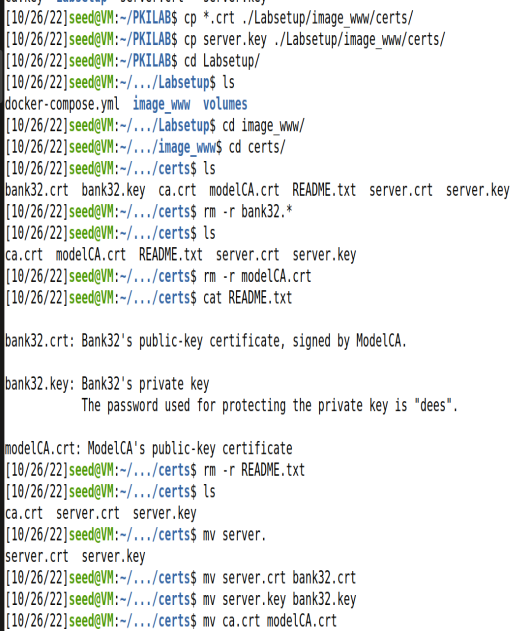 [10/26/22]seed@VM:~/PKILAB$ cp *.crt ./Labsetup/image_www/certs/
[10/26/22]seed@VM:~/PKILAB$ cp server.key ./Labsetup/image_www/certs/
[10/26/22]seed@VM:~/PKILAB$ cd Labsetup/
[10/26/22]seed@VM:~/.../Labsetup$ ls
docker-compose.yml  image_www  volumes
[10/26/22]seed@VM:~/.../Labsetup$ cd image_www/
[10/26/22]seed@VM:~/.../image_www$ cd certs/
[10/26/22]seed@VM:~/.../certs$ ls
bank32.crt  bank32.key  ca.crt  modelCA.crt  README.txt  server.crt  server.key
[10/26/22]seed@VM:~/.../certs$ rm -r bank32.*
[10/26/22]seed@VM:~/.../certs$ ls
ca.crt  modelCA.crt  README.txt  server.crt  server.key
[10/26/22]seed@VM:~/.../certs$ rm -r modelCA.crt
[10/26/22]seed@VM:~/.../certs$ cat README.txt
bank32.crt: Bank32's public-key certificate, signed by ModelCA.
bank32.key: Bank32's private key
The password used for protecting the private key is "dees".
modelCA.crt: ModelCA's public-key certificate
[10/26/22]seed@VM:~/.../certs$ rm -r README.txt
[10/26/22]seed@VM:~/.../certs$ ls
ca.crt  server.crt  server.key
[10/26/22]seed@VM:~/.../certs$ mv server.
server.crt  server.key
[10/26/22]seed@VM:~/.../certs$ mv server.crt bank32.crt
[10/26/22]seed@VM:~/.../certs$ mv server.key bank32.key
[10/26/22]seed@VM:~/.../certs$ mv ca.crt modelCA.crt